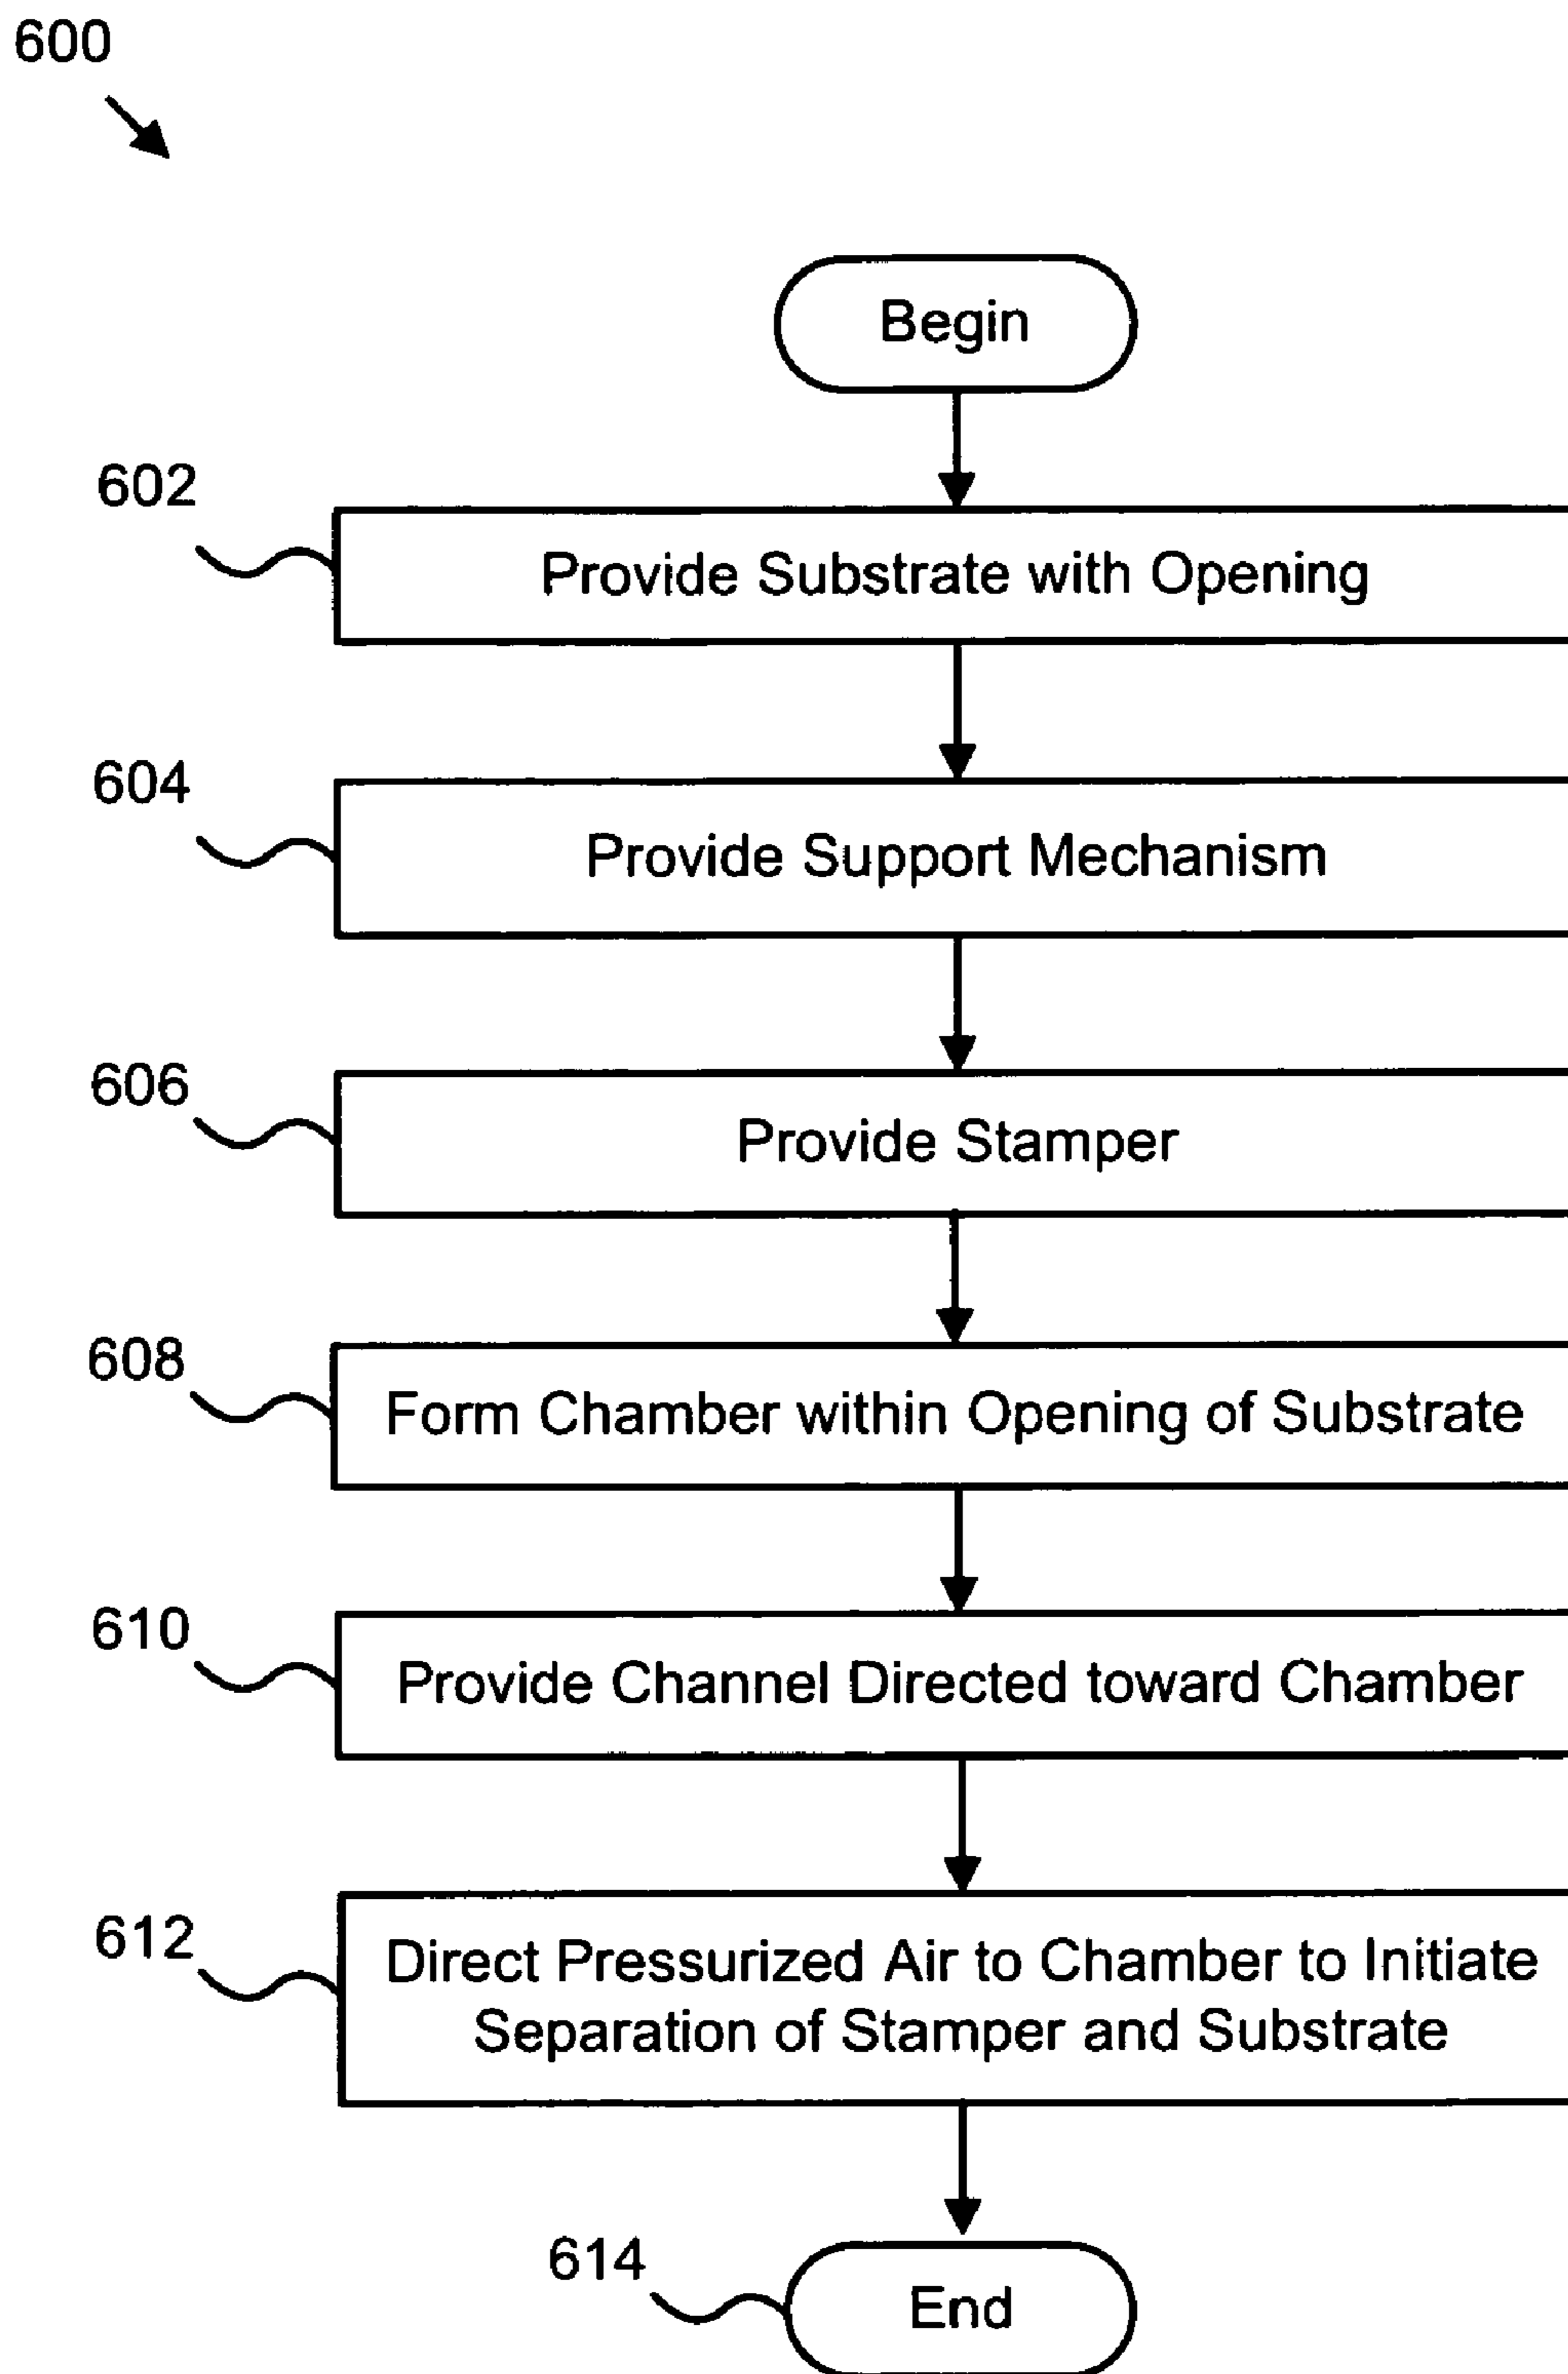 600
Begin
602
Provide Substrate with Opening
604
Provide Support Mechanism
606
Provide Stamper
608
Form Chamber within Opening of Substrate
610
Provide Channel Directed toward Chamber
612
Direct Pressurized Air to Chamber to Initiate
Separation of Stamper and Substrate
614
End